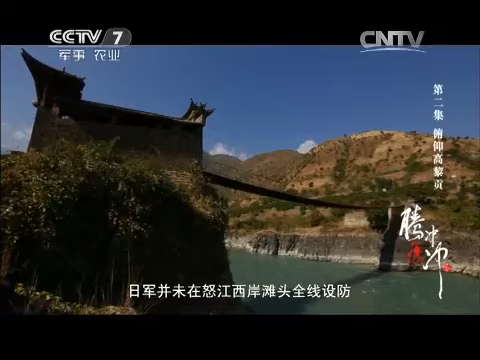 CCTV 7
军事 农业
CNTV
第二集 俯仰高黎贡
腾冲
日军并未在怒江西岸滩头全线设防